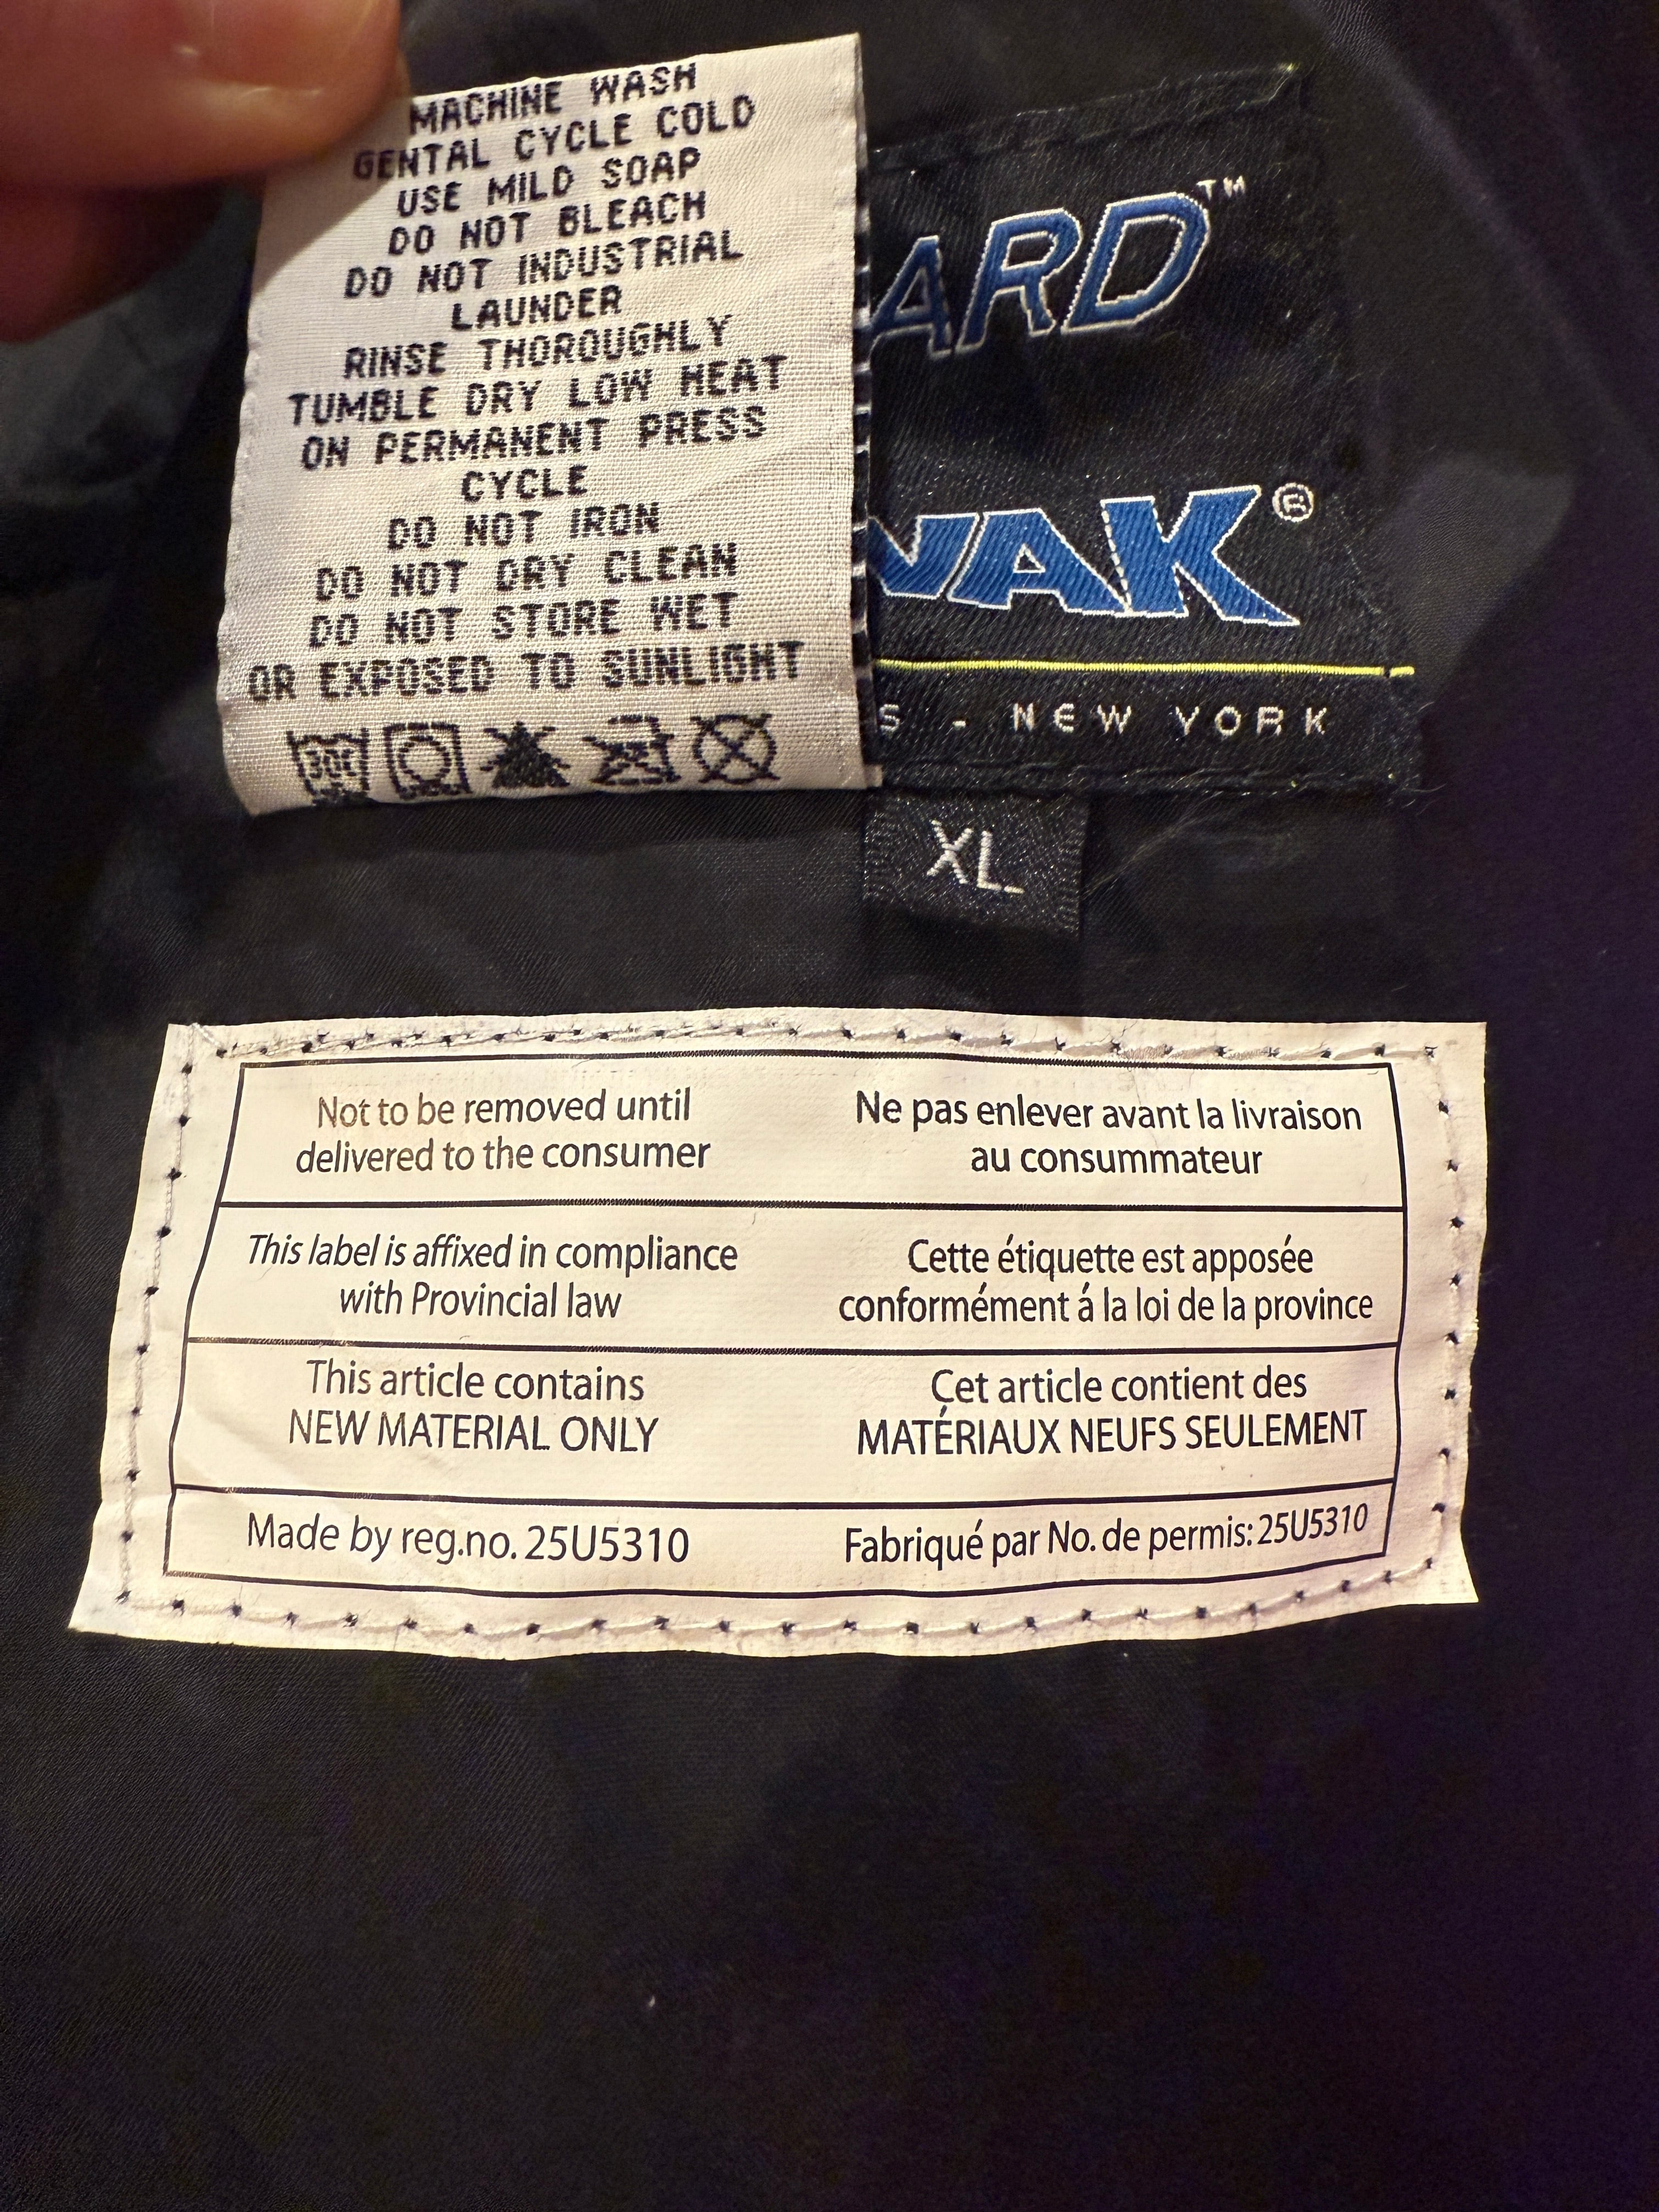 MACHINE WASH
GENTAL CYCLE COLD
USE MILD SOAP
DO NOT BLEACH
DO NOT INDUSTRIAL
LAUNDER
RINSE THOROUGHLY
TUMBLE DRY LOW HEAT
ON PERMANENT PRESS
CYCLE
DO NOT IRON
DO NOT DRY CLEAN
DO NOT STORE WET
OR EXPOSED TO SUNLIGHT
ARD™
VAK®
S - NEW YORK
XL
Not to be removed until
delivered to the consumer
Ne pas enlever avant la livraison
au consummateur
This label is affixed in compliance
with Provincial law
Cette étiquette est apposée
conformément á la loi de la province
This article contains
NEW MATERIAL ONLY
Çet article contient des
MATÉRIAUX NEUFS SEULEMENT
Made by reg.no. 25U5310
Fabriqué par No. de permis: 25U5310